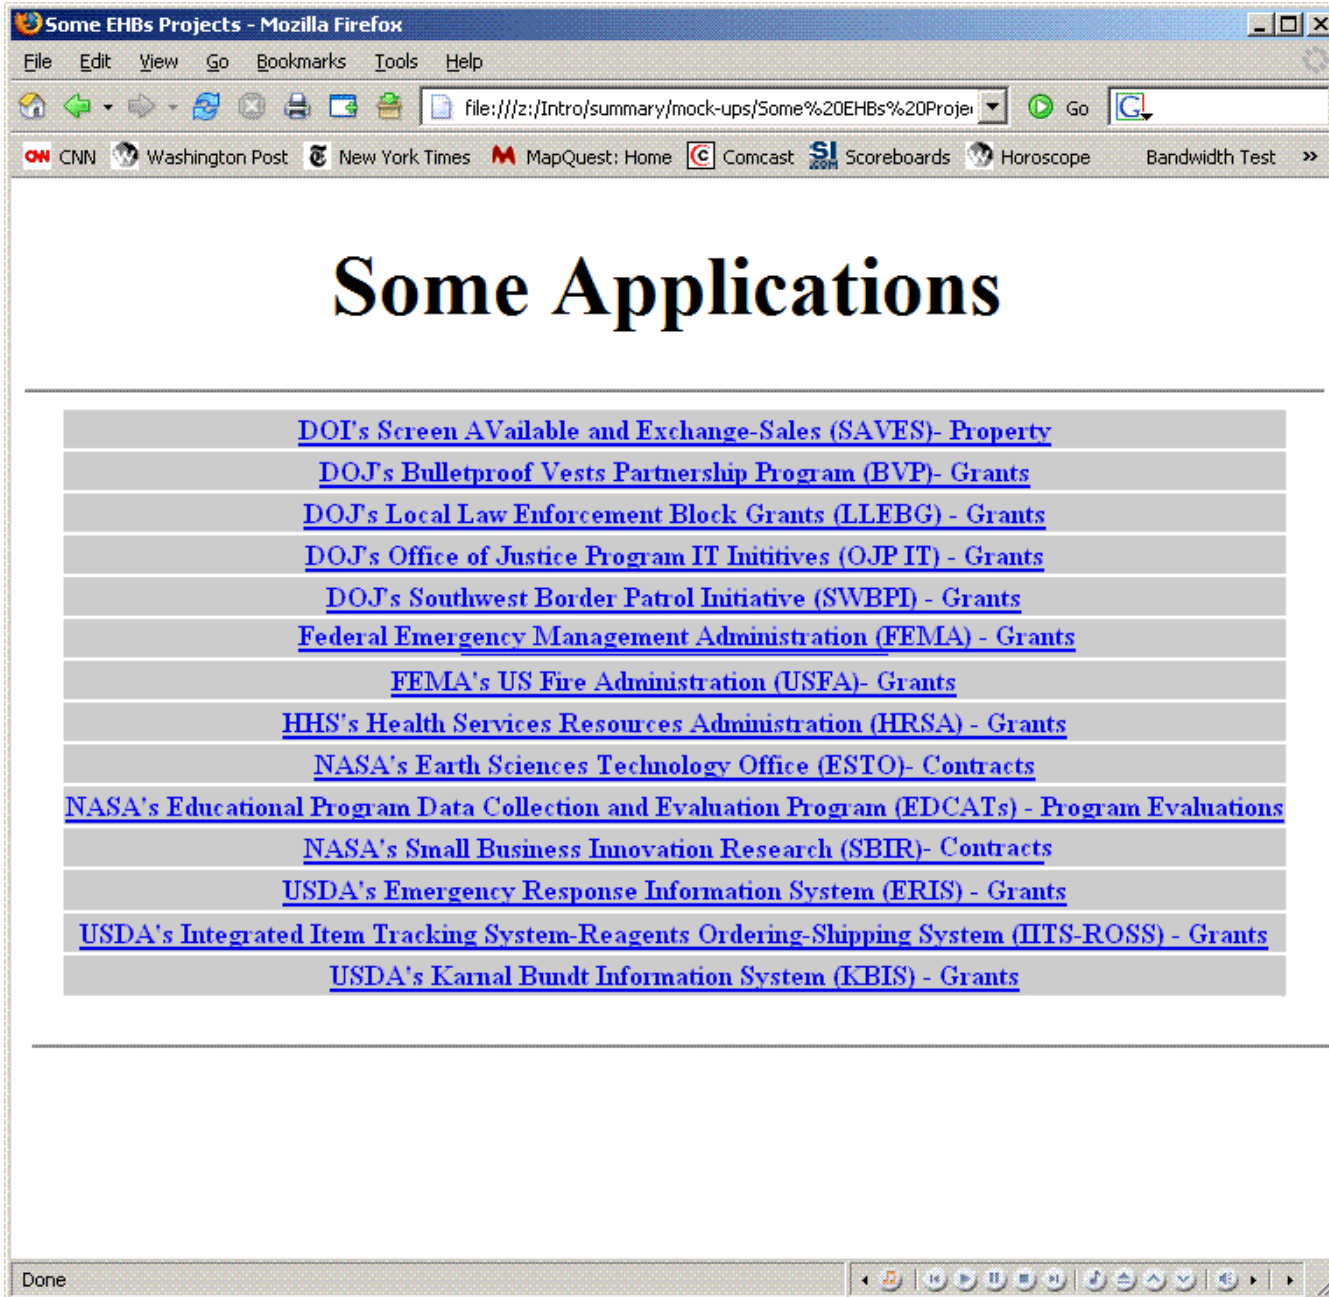 Some EHBs Projects - Mozilla Firefox
File Edit View Go Bookmarks Tools Help
file:///z:/Intro/summary/mock-ups/Some%20EHBs%20Proje Go G
CNN CNN Washington Post New York Times MapQuest: Home C Comcast SI.COM Scoreboards Horoscope Bandwidth Test »
Some Applications
DOI's Screen AVailable and Exchange-Sales (SAVES)- Property
DOJ's Bulletproof Vests Partnership Program (BVP)- Grants
DOJ's Local Law Enforcement Block Grants (LLEBG) - Grants
DOJ's Office of Justice Program IT Inititives (OJP IT) - Grants
DOJ's Southwest Border Patrol Initiative (SWBPI) - Grants
Federal Emergency Management Administration (FEMA) - Grants
FEMA's US Fire Administration (USFA)- Grants
HHS's Health Services Resources Administration (HRSA) - Grants
NASA's Earth Sciences Technology Office (ESTO)- Contracts
NASA's Educational Program Data Collection and Evaluation Program (EDCATs) - Program Evaluations
NASA's Small Business Innovation Research (SBIR)- Contracts
USDA's Emergency Response Information System (ERIS) - Grants
USDA's Integrated Item Tracking System-Reagents Ordering-Shipping System (IITS-ROSS) - Grants
USDA's Karnal Bundt Information System (KBIS) - Grants
Done